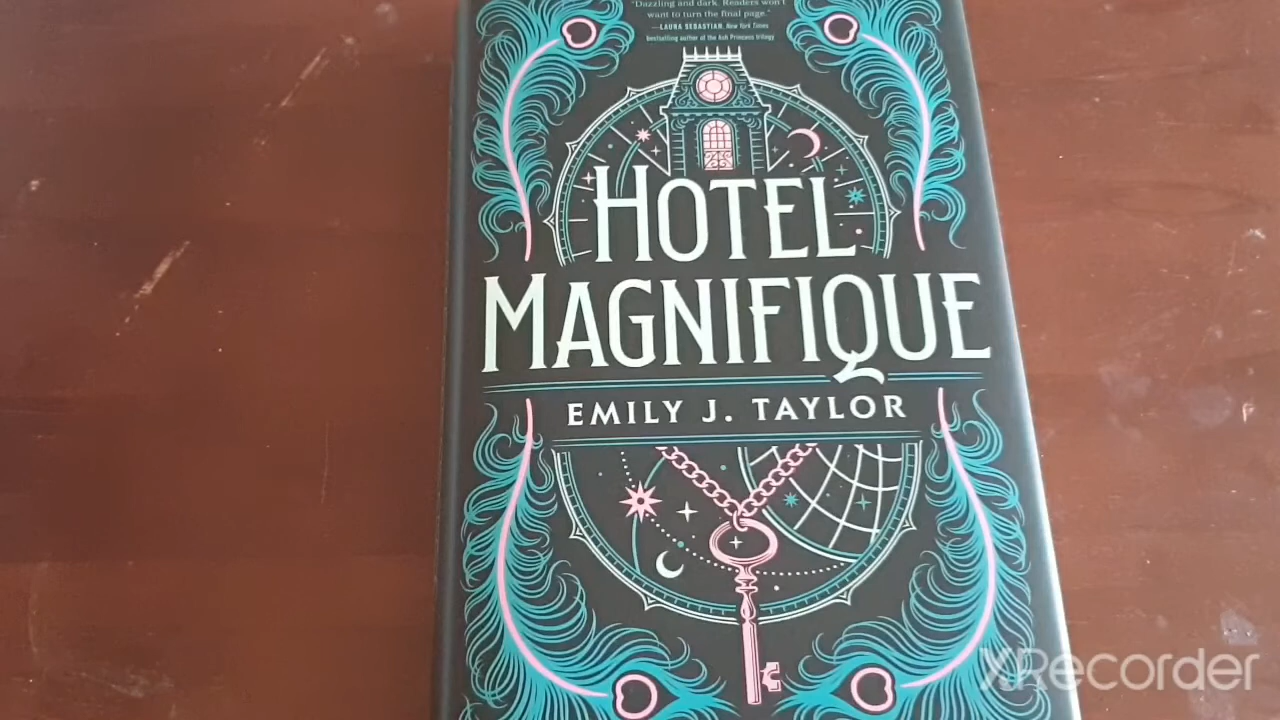 "Dazzling and dark. Readers won't
want to turn the final page."
—LAURA SEBASTIAN, New York Times
bestselling author of the Ash Princess trilogy
HOTEL
MAGNIFIQUE
EMILY J. TAYLOR
XRecorder